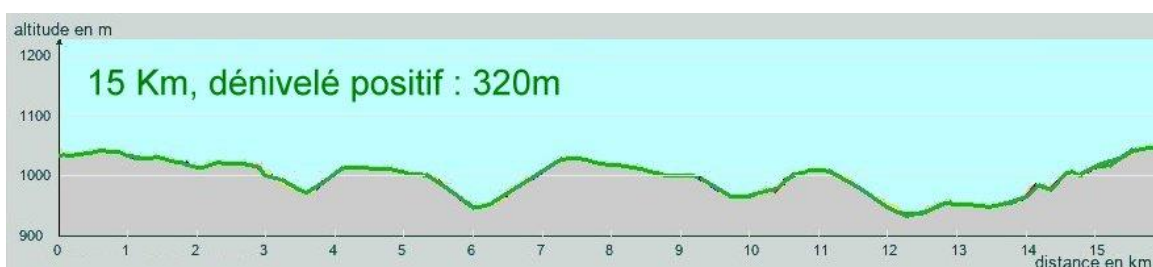 altitude en m
1200
15 Km, dénivelé positif : 320m
1100
1000
900
0 1 2 3 4 5 6 7 8 9 10 11 12 13 14 15
distance en km